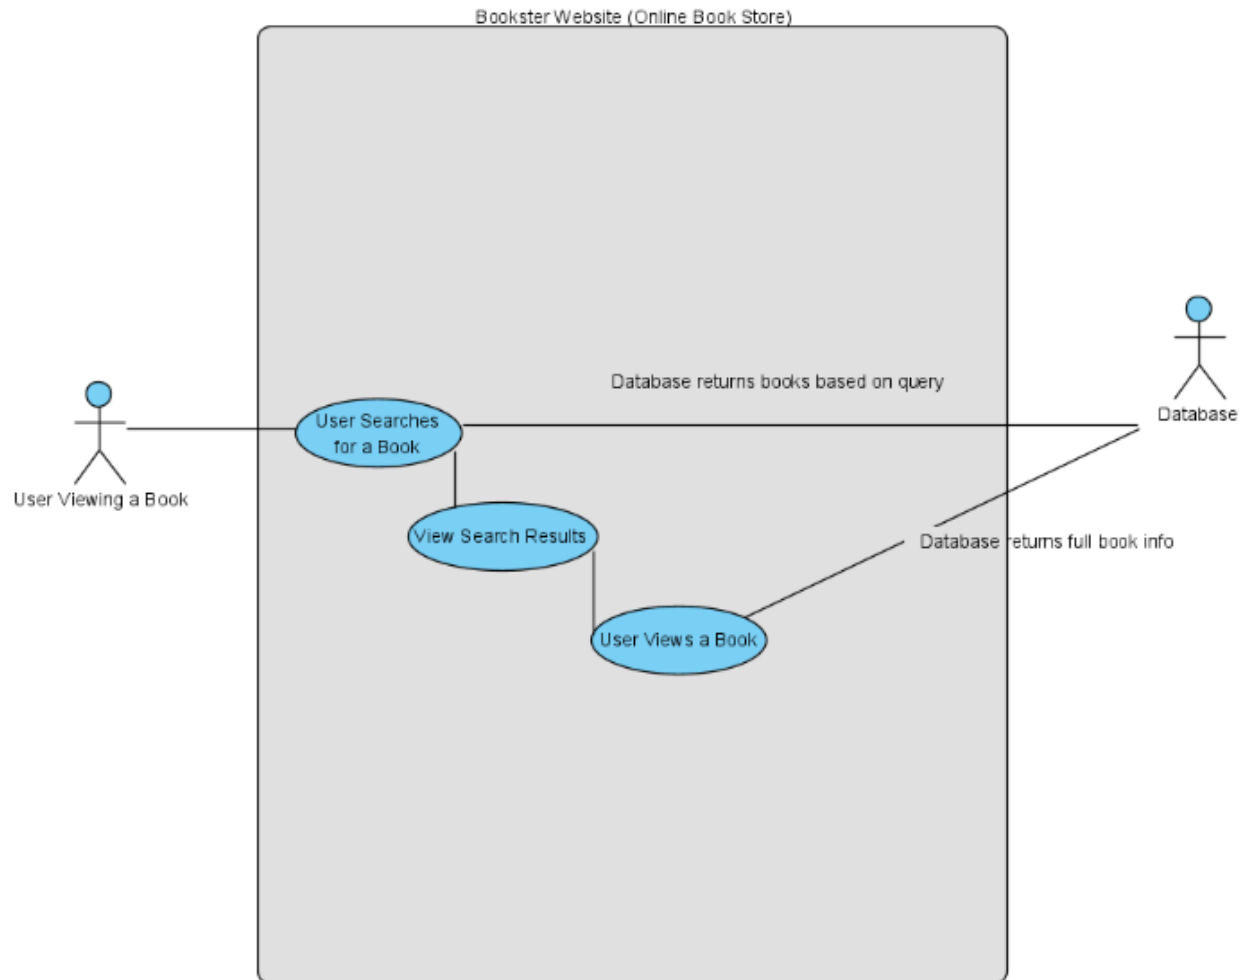 Bookster Website (Online Book Store)
Database returns books based on query
Database
User Searches
for a Book
User Viewing a Book
View Search Results
Database returns full book info
User Views a Book